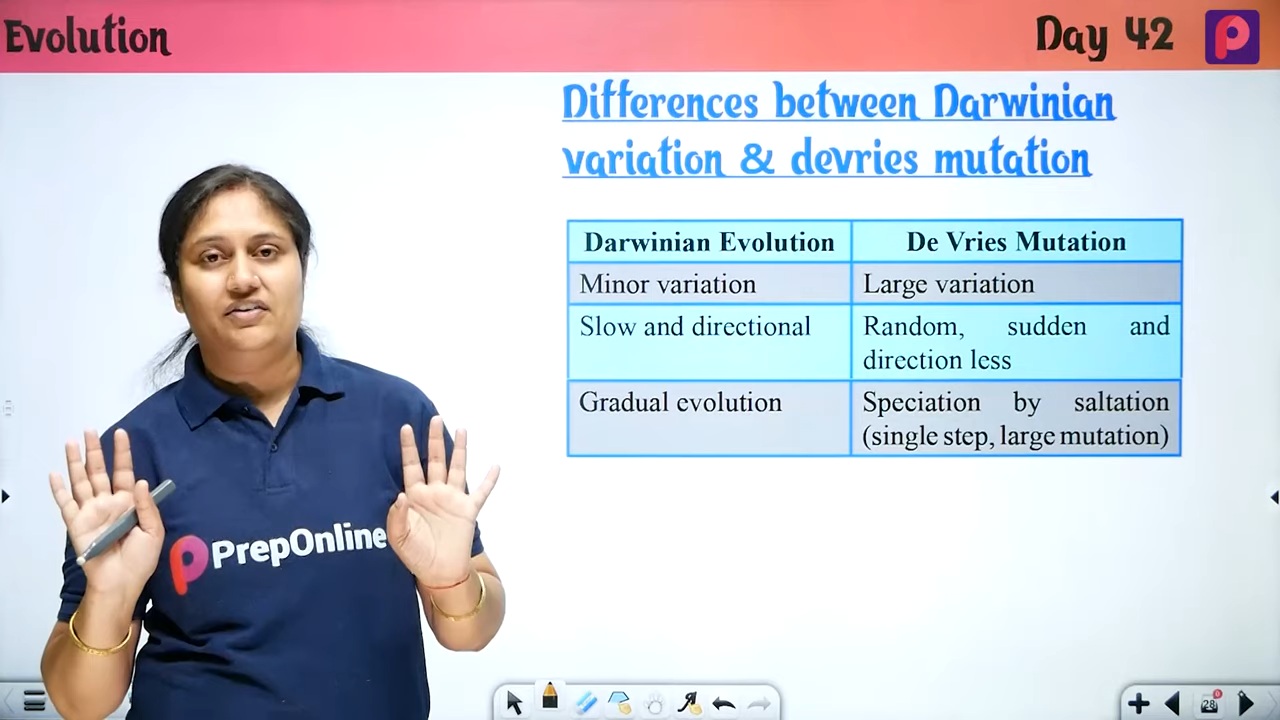 Evolution
Day 42
Differences between Darwinian
variation & devries mutation
Darwinian Evolution
De Vries Mutation
Minor variation
Large variation
Slow and directional
Random, sudden and
direction less
Gradual evolution
Speciation by saltation
(single step, large mutation)
PrepOnline
28